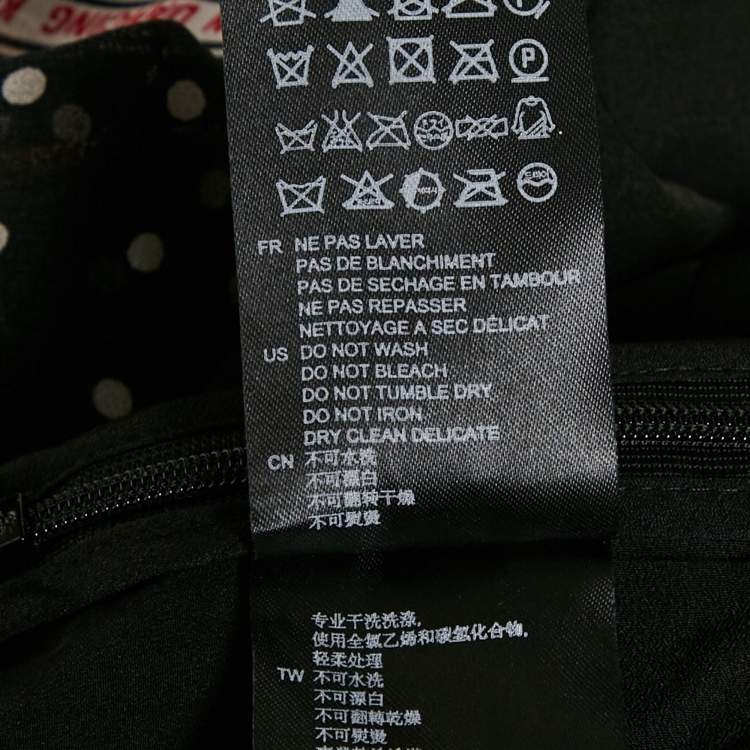 P
FR NE PAS LAVER
PAS DE BLANCHIMENT
PAS DE SECHAGE EN TAMBOUR
NE PAS REPASSER
NETTOYAGE A SEC DÉLICAT
US DO NOT WASH
DO NOT BLEACH
DO NOT TUMBLE DRY
DO NOT IRON
DRY CLEAN DELICATE
CN 不可水洗
不可漂白
不可翻转干燥
不可熨燙
专业干洗洗涤,
使用全氯乙烯和碳氢化合物,
轻柔处理
TW 不可水洗
不可漂白
不可翻轉乾燥
不可熨燙